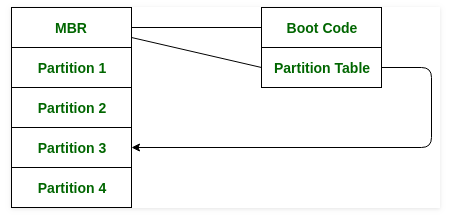 MBR
Partition 1
Partition 2
Partition 3
Partition 4
Boot Code
Partition Table